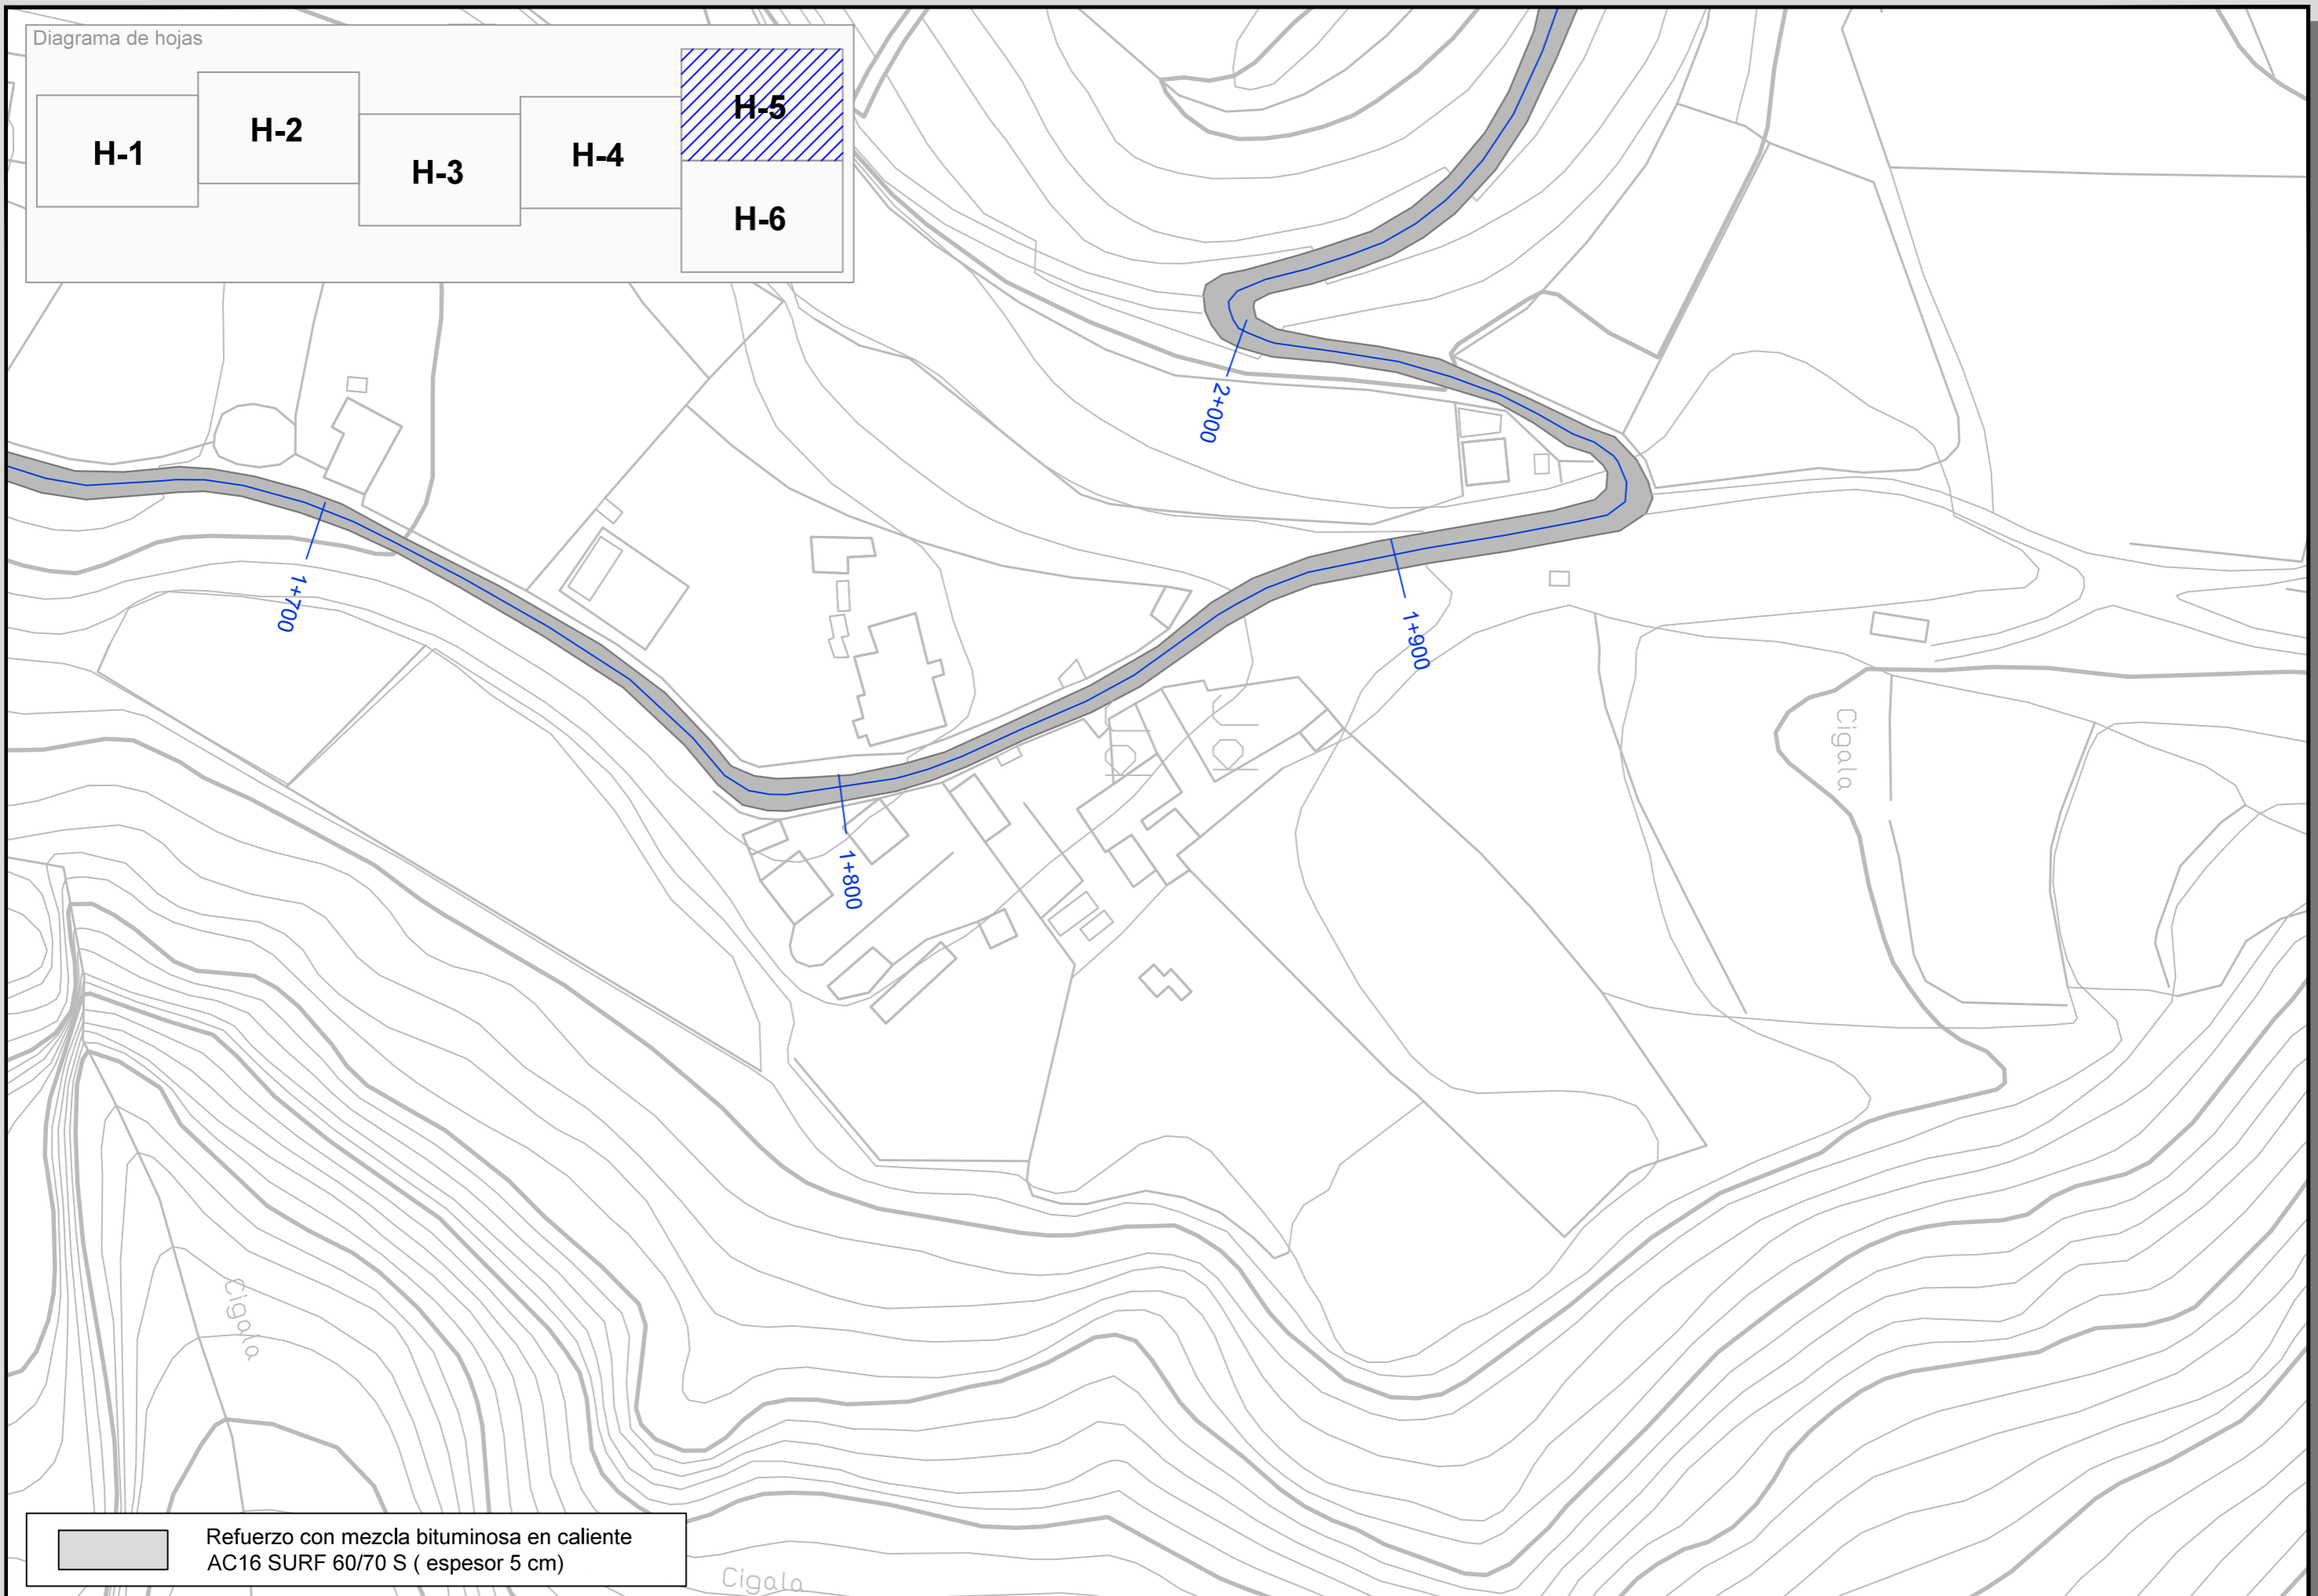 Diagrama de hojas
H-1
H-2
H-3
H-4
H-5
H-6
2+000
1+700
1+900
1+800
Cigala
Cigala
Refuerzo con mezcla bituminosa en caliente
AC16 SURF 60/70 S ( espesor 5 cm)
Cigala